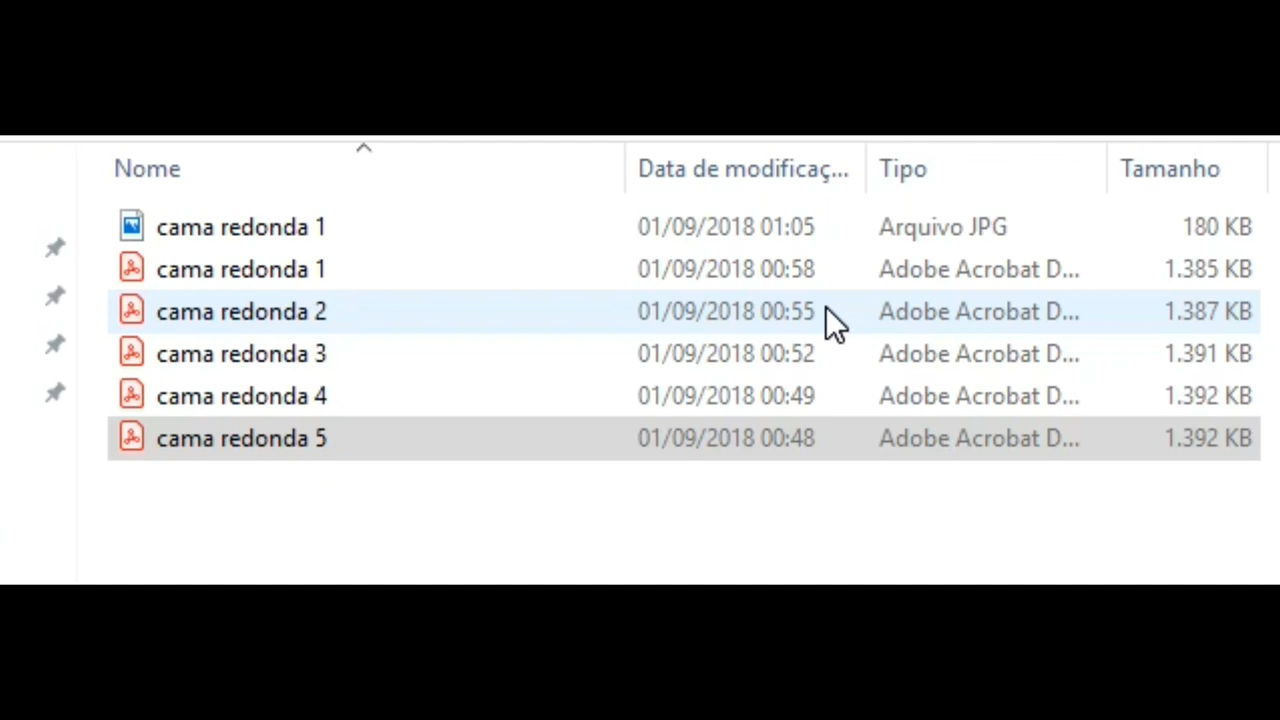 Nome Data de modificaç... Tipo Tamanho
cama redonda 1 01/09/2018 01:05 Arquivo JPG 180 KB
cama redonda 1 01/09/2018 00:58 Adobe Acrobat D... 1.385 KB
cama redonda 2 01/09/2018 00:55 Adobe Acrobat D... 1.387 KB
cama redonda 3 01/09/2018 00:52 Adobe Acrobat D... 1.391 KB
cama redonda 4 01/09/2018 00:49 Adobe Acrobat D... 1.392 KB
cama redonda 5 01/09/2018 00:48 Adobe Acrobat D... 1.392 KB